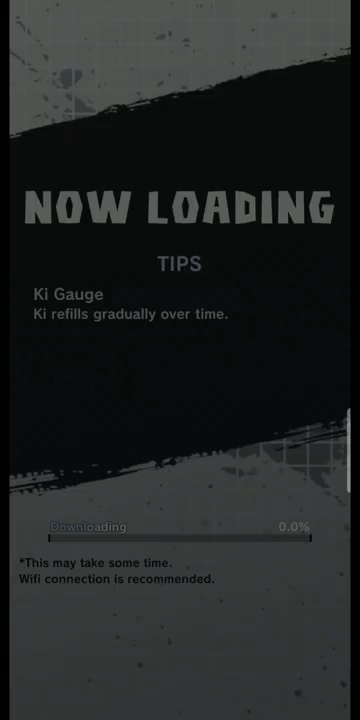 NOW LOADING
TIPS
Ki Gauge
Ki refills gradually over time.
Downloading 0.0%
*This may take some time.
Wifi connection is recommended.